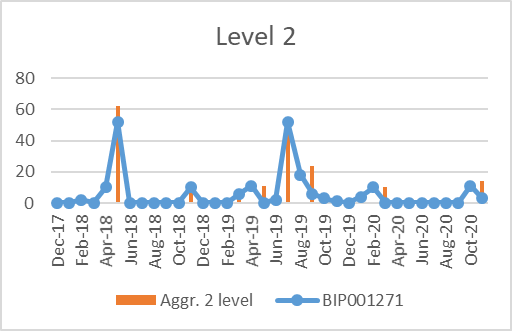 Level 2
80
60
40
20
0
Dec-17
Feb-18
Apr-18
Jun-18
Aug-18
Oct-18
Dec-18
Feb-19
Apr-19
Jun-19
Aug-19
Oct-19
Dec-19
Feb-20
Apr-20
Jun-20
Aug-20
Oct-20
Aggr. 2 level BIP001271